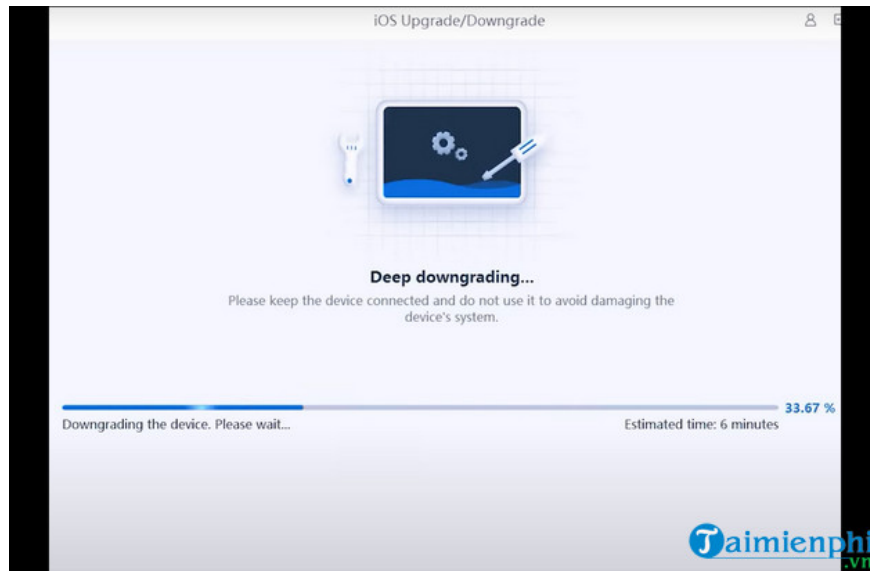 iOS Upgrade/Downgrade
Deep downgrading...
Please keep the device connected and do not use it to avoid damaging the
device's system.
33.67 %
Downgrading the device. Please wait...
Estimated time: 6 minutes
Taimienphi
.vn